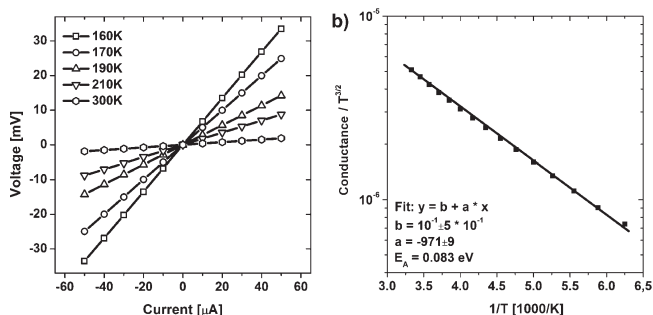 30
20
10
0
-10
-20
-30
Voltage [mV]
160K
170K
190K
210K
300K
-60 -40 -20 0 20 40 60
Current [µA]
b)
10⁻⁵
10⁻⁶
Conductance / T³ᐟ²
Fit: y = b + a * x
b = 10⁻¹±5 * 10⁻¹
a = -971±9
E_A = 0.083 eV
3.0 3.5 4.0 4.5 5.0 5.5 6.0 6,5
1/T [1000/K]